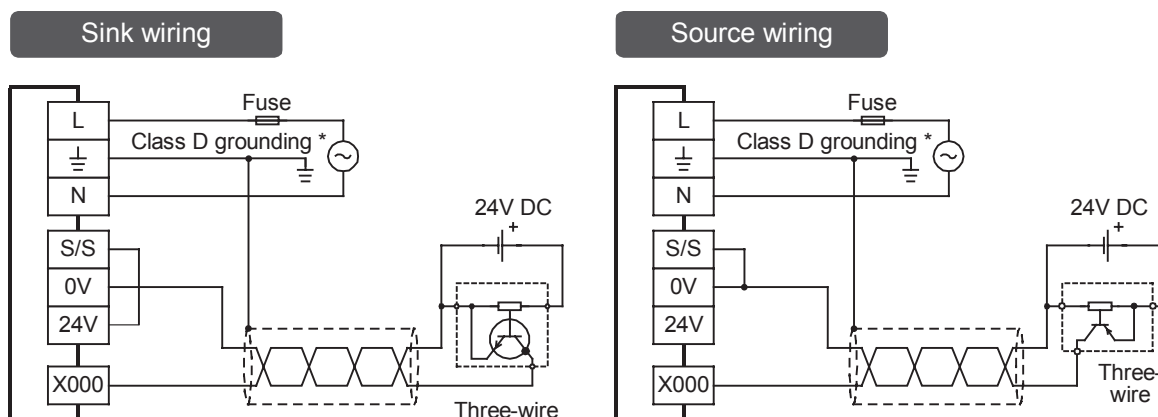 Sink wiring
L
Fuse
Class D grounding *
N
24V DC
+
S/S
0V
24V
X000
Three-wire
Source wiring
L
Fuse
Class D grounding *
N
24V DC
+
S/S
0V
24V
X000
Three-
wire